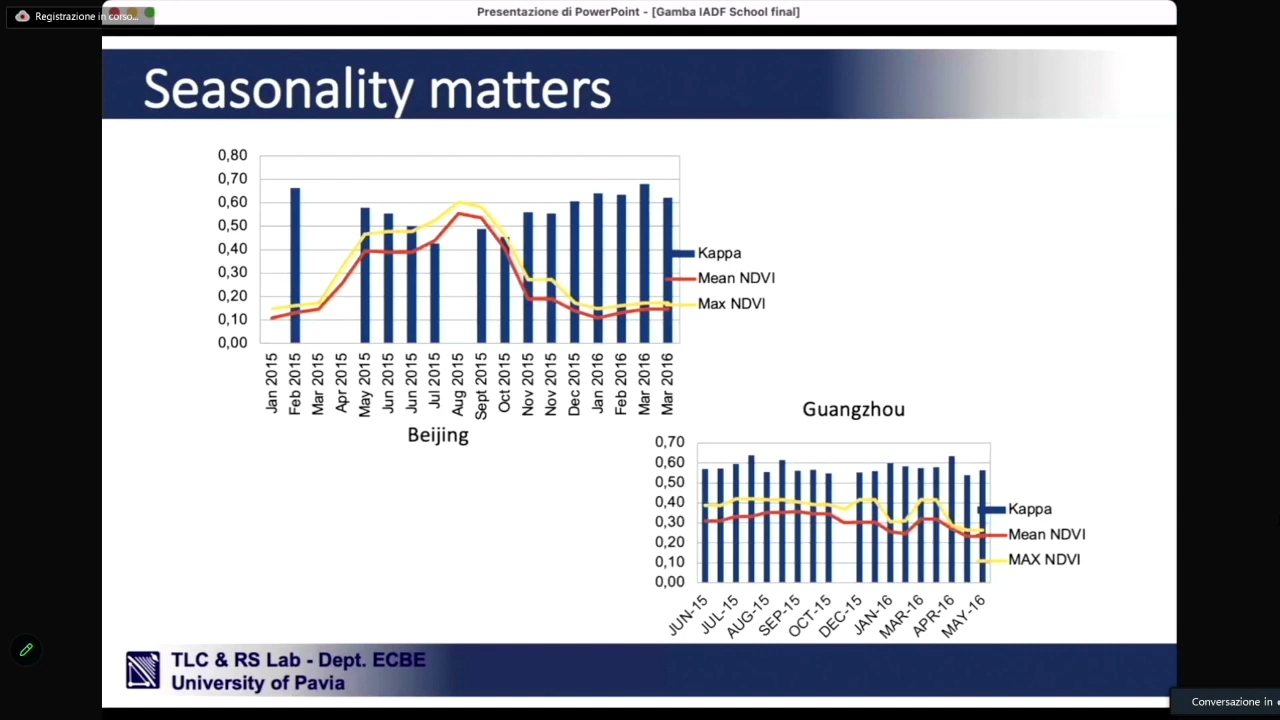 Registrazione in corso...
Presentazione di PowerPoint - [Gamba IADF School final]
Seasonality matters
0,80
0,70
0,60
0,50
0,40
0,30
0,20
0,10
0,00
Kappa
Mean NDVI
Max NDVI
Jan 2015
Feb 2015
Mar 2015
Apr 2015
May 2015
Jun 2015
Jun 2015
Jul 2015
Aug 2015
Sept 2015
Oct 2015
Nov 2015
Nov 2015
Dec 2015
Jan 2016
Feb 2016
Mar 2016
Mar 2016
Beijing
Guangzhou
0,70
0,60
0,50
0,40
0,30
0,20
0,10
0,00
Kappa
Mean NDVI
MAX NDVI
JUN-15
JUL-15
AUG-15
SEP-15
OCT-15
DEC-15
JAN-16
MAR-16
APR-16
MAY-16
TLC & RS Lab - Dept. ECBE
University of Pavia
Conversazione in